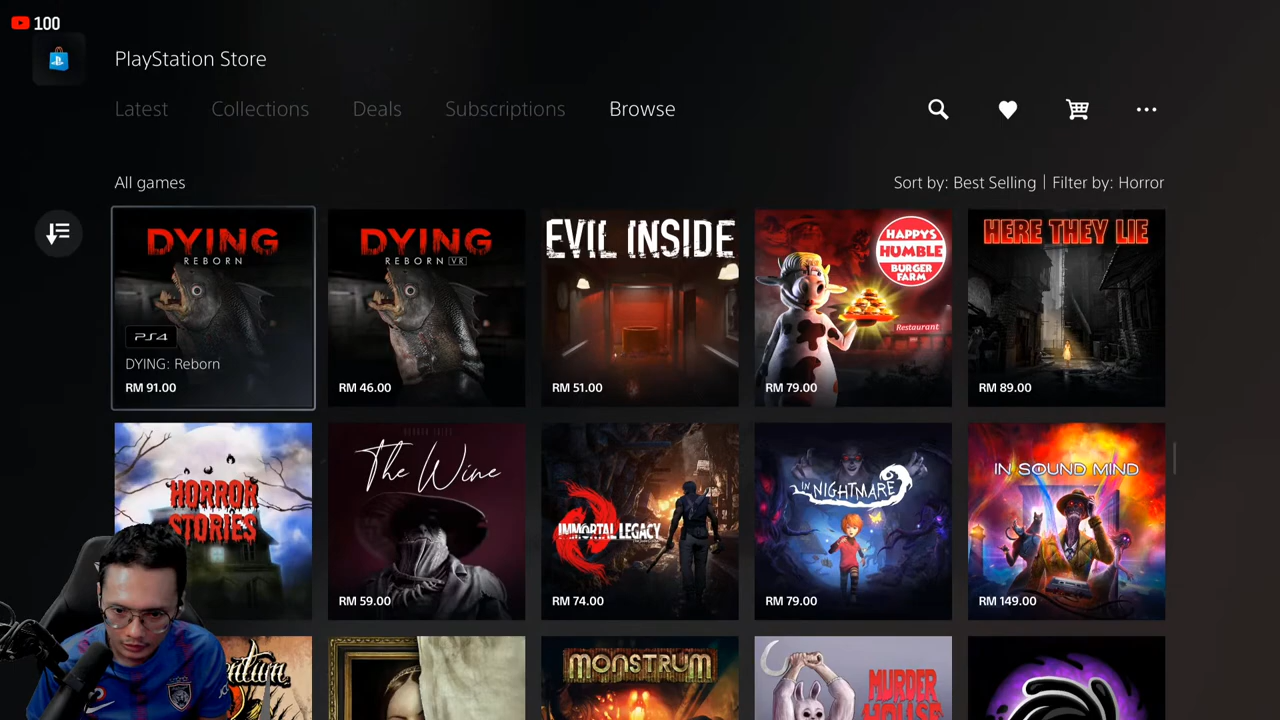 100
PlayStation Store
Latest Collections Deals Subscriptions Browse
All games
Sort by: Best Selling | Filter by: Horror
DYING
REBORN
PS4
DYING: Reborn
RM 91.00
DYING
REBORN VR
RM 46.00
EVIL INSIDE
RM 51.00
HAPPY'S
HUMBLE
BURGER
FARM
Restaurant
RM 79.00
HERE THEY LIE
RM 89.00
HORROR
STORIES
The Wine
RM 59.00
IMMORTAL LEGACY
RM 74.00
IN NIGHTMARE
RM 79.00
IN SOUND MIND
RM 149.00
MONSTRUM
MURDER
HOUSE